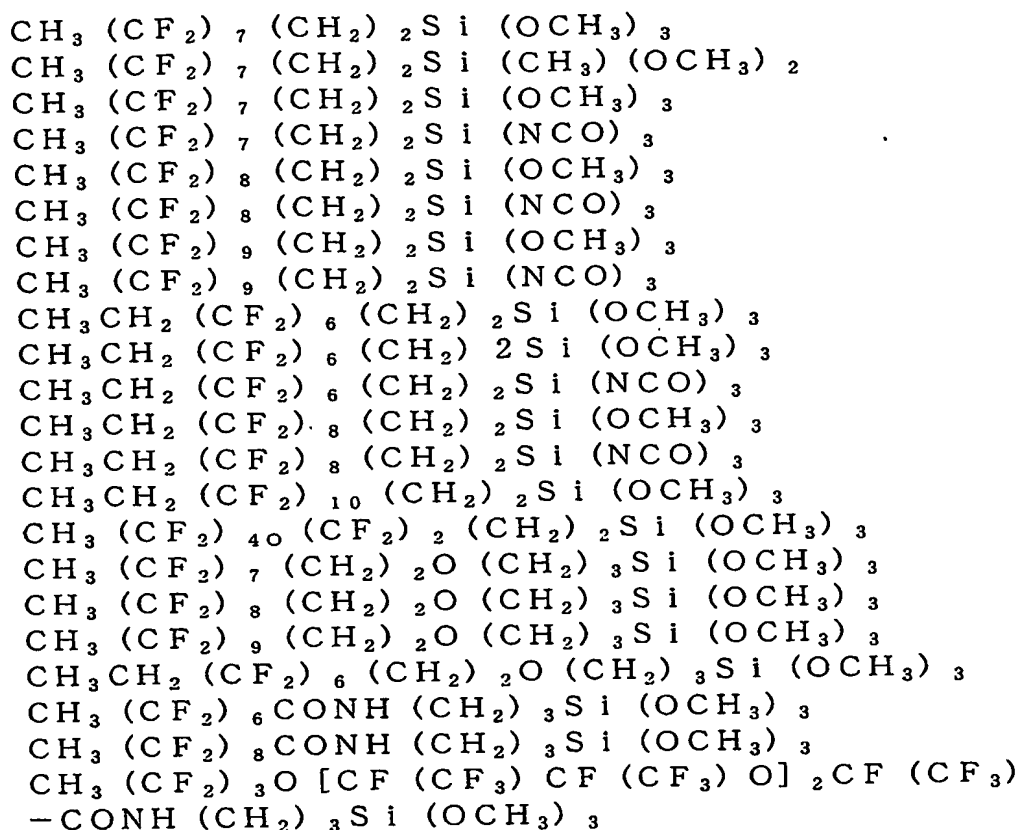 CH₃ (CF₂) ₇ (CH₂) ₂Si (OCH₃) ₃
CH₃ (CF₂) ₇ (CH₂) ₂Si (CH₃) (OCH₃) ₂
CH₃ (CF₂) ₇ (CH₂) ₂Si (OCH₃) ₃
CH₃ (CF₂) ₇ (CH₂) ₂Si (NCO) ₃
CH₃ (CF₂) ₈ (CH₂) ₂Si (OCH₃) ₃
CH₃ (CF₂) ₈ (CH₂) ₂Si (NCO) ₃
CH₃ (CF₂) ₉ (CH₂) ₂Si (OCH₃) ₃
CH₃ (CF₂) ₉ (CH₂) ₂Si (NCO) ₃
CH₃CH₂ (CF₂) ₆ (CH₂) ₂Si (OCH₃) ₃
CH₃CH₂ (CF₂) ₆ (CH₂) 2Si (OCH₃) ₃
CH₃CH₂ (CF₂) ₆ (CH₂) ₂Si (NCO) ₃
CH₃CH₂ (CF₂) ₈ (CH₂) ₂Si (OCH₃) ₃
CH₃CH₂ (CF₂) ₈ (CH₂) ₂Si (NCO) ₃
CH₃CH₂ (CF₂) ₁₀ (CH₂) ₂Si (OCH₃) ₃
CH₃ (CF₂) ₄₀ (CF₂) ₂ (CH₂) ₂Si (OCH₃) ₃
CH₃ (CF₂) ₇ (CH₂) ₂O (CH₂) ₃Si (OCH₃) ₃
CH₃ (CF₂) ₈ (CH₂) ₂O (CH₂) ₃Si (OCH₃) ₃
CH₃ (CF₂) ₉ (CH₂) ₂O (CH₂) ₃Si (OCH₃) ₃
CH₃CH₂ (CF₂) ₆ (CH₂) ₂O (CH₂) ₃Si (OCH₃) ₃
CH₃ (CF₂) ₆CONH (CH₂) ₃Si (OCH₃) ₃
CH₃ (CF₂) ₈CONH (CH₂) ₃Si (OCH₃) ₃
CH₃ (CF₂) ₃O [CF (CF₃) CF (CF₃) O] ₂CF (CF₃)
−CONH (CH₂) ₃Si (OCH₃) ₃